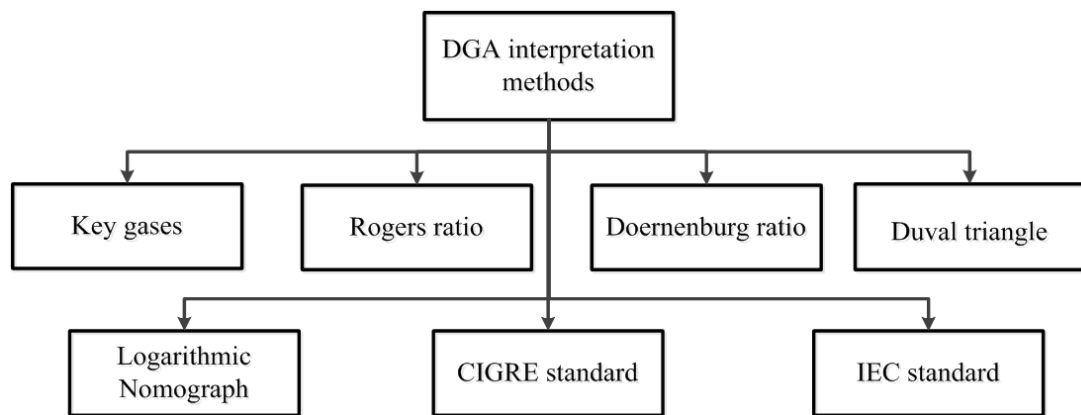 DGA interpretation
methods
Key gases
Rogers ratio
Doernenburg ratio
Duval triangle
Logarithmic
Nomograph
CIGRE standard
IEC standard